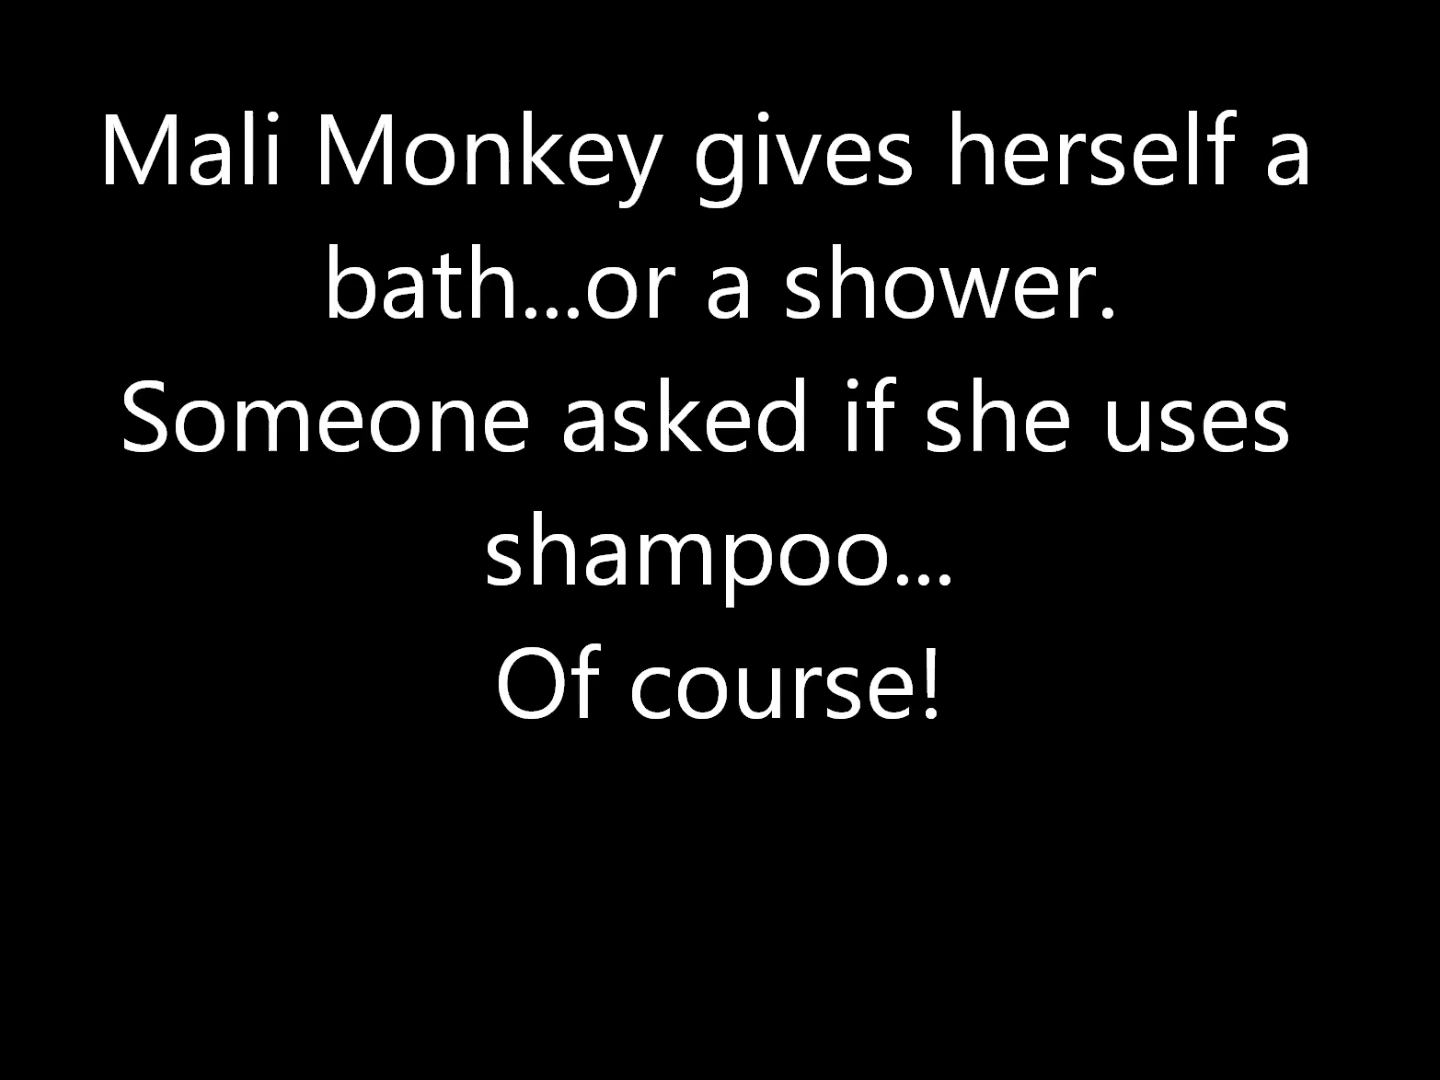 Mali Monkey gives herself a
bath...or a shower.
Someone asked if she uses
shampoo...
Of course!